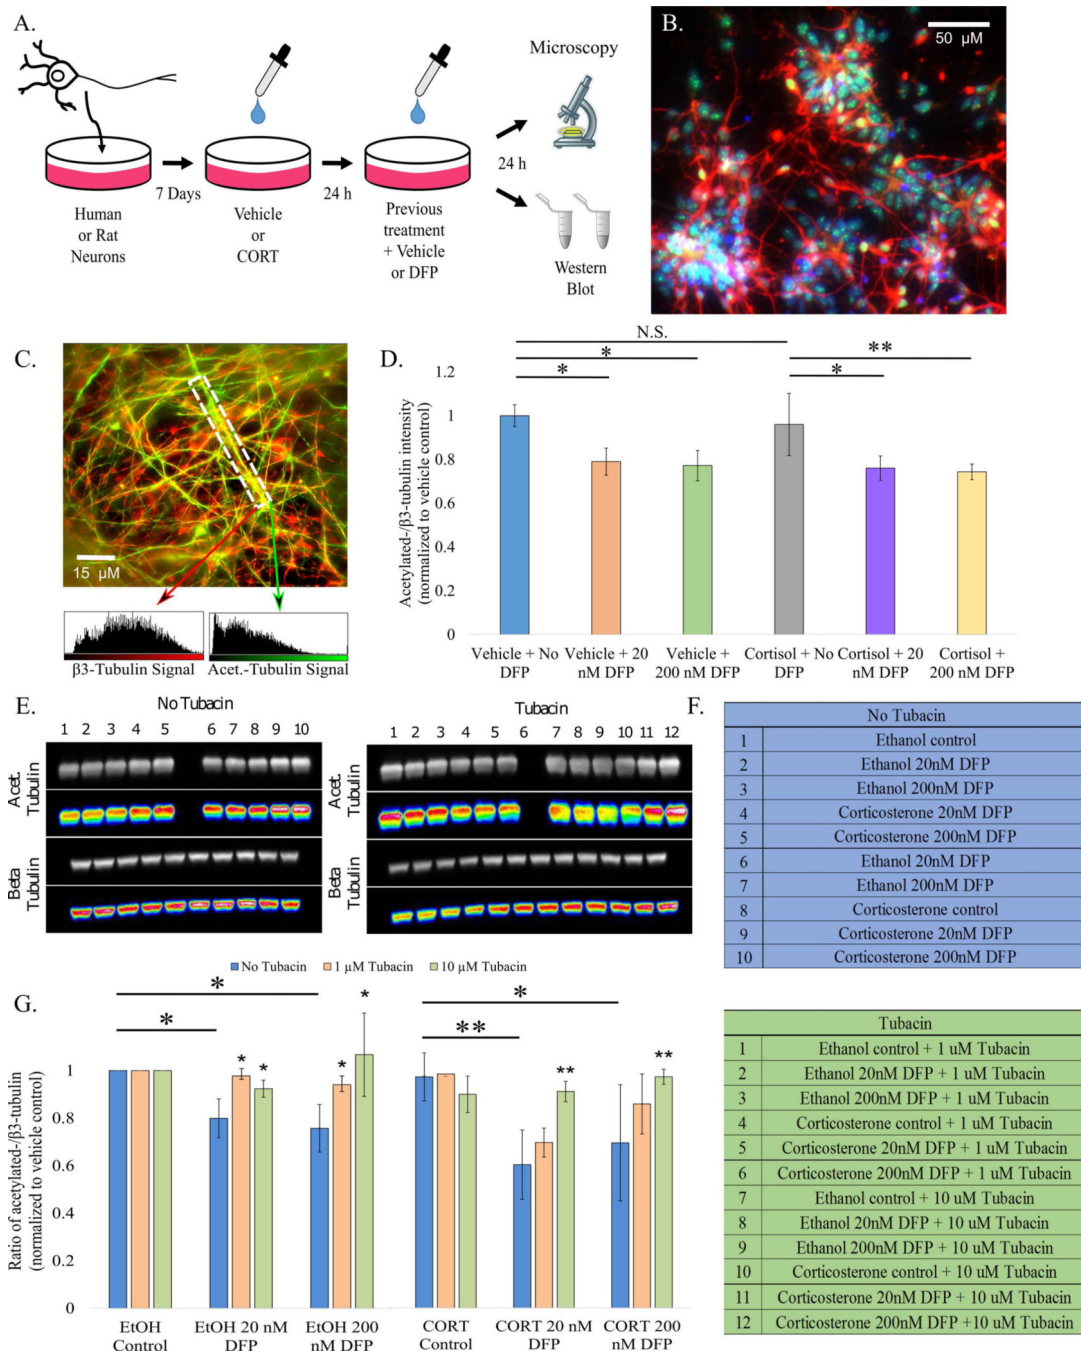 A.
Microscopy
7 Days
24 h
24 h
Human
or Rat
Neurons
Vehicle
or
CORT
Previous
treatment
+ Vehicle
or DFP
Western
Blot
B.
50 µM
C.
15 µM
β3-Tubulin Signal
Acet.-Tubulin Signal
D.
N.S.
*
*
*
**
Acetylated-/β3-tubulin intensity
(normalized to vehicle control)
1.2
1
0.8
0.6
0.4
0.2
0
Vehicle + No DFP
Vehicle + 20 nM DFP
Vehicle + 200 nM DFP
Cortisol + No DFP
Cortisol + 20 nM DFP
Cortisol + 200 nM DFP
E.
No Tubacin
1 2 3 4 5 6 7 8 9 10
Acet. Tubulin
Beta Tubulin
Tubacin
1 2 3 4 5 6 7 8 9 10 11 12
Acet. Tubulin
Beta Tubulin
F.
No Tubacin
1 Ethanol control
2 Ethanol 20nM DFP
3 Ethanol 200nM DFP
4 Corticosterone 20nM DFP
5 Corticosterone 200nM DFP
6 Ethanol 20nM DFP
7 Ethanol 200nM DFP
8 Corticosterone control
9 Corticosterone 20nM DFP
10 Corticosterone 200nM DFP
Tubacin
1 Ethanol control + 1 uM Tubacin
2 Ethanol 20nM DFP + 1 uM Tubacin
3 Ethanol 200nM DFP + 1 uM Tubacin
4 Corticosterone control + 1 uM Tubacin
5 Corticosterone 20nM DFP + 1 uM Tubacin
6 Corticosterone 200nM DFP + 1 uM Tubacin
7 Ethanol control + 10 uM Tubacin
8 Ethanol 20nM DFP + 10 uM Tubacin
9 Ethanol 200nM DFP + 10 uM Tubacin
10 Corticosterone control + 10 uM Tubacin
11 Corticosterone 20nM DFP + 10 uM Tubacin
12 Corticosterone 200nM DFP +10 uM Tubacin
G.
No Tubacin 1 µM Tubacin 10 µM Tubacin
*
*
*
*
*
*
*
**
**
**
Ratio of acetylated-/β3-tubulin
(normalized to vehicle control)
1
0.8
0.6
0.4
0.2
0
EtOH Control
EtOH 20 nM DFP
EtOH 200 nM DFP
CORT Control
CORT 20 nM DFP
CORT 200 nM DFP